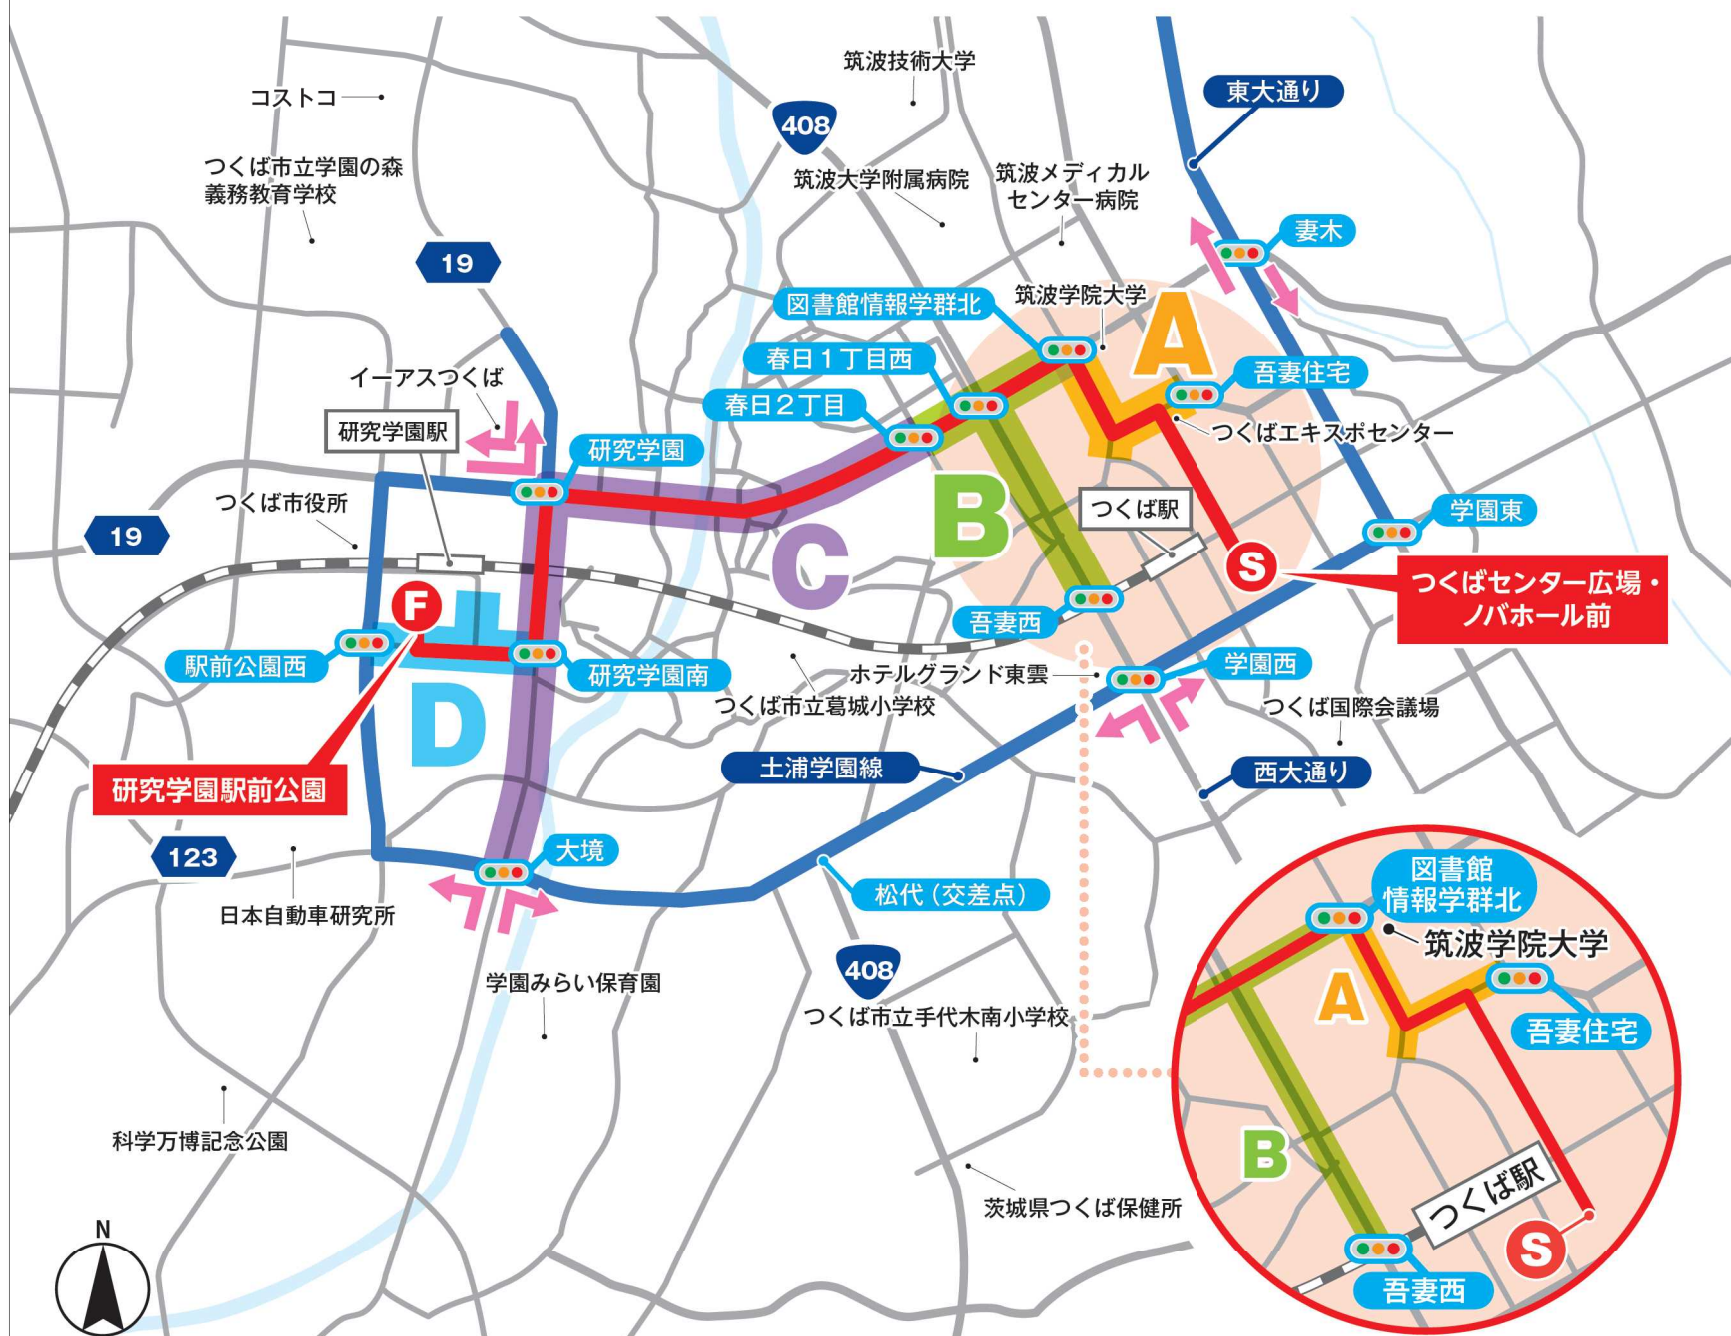 筑波技術大学
コストコ
408
東大通り
つくば市立学園の森
義務教育学校
筑波大学附属病院
筑波メディカル
センター病院
妻木
19
図書館情報学群北
筑波学院大学
A
春日1丁目西
吾妻住宅
イーアスつくば
春日2丁目
つくばエキスポセンター
研究学園駅
研究学園
つくば市役所
つくば駅
学園東
19
B
C
S
つくばセンター広場・
ノバホール前
F
吾妻西
駅前公園西
研究学園南
ホテルグランド東雲
学園西
つくば市立葛城小学校
つくば国際会議場
D
土浦学園線
西大通り
研究学園駅前公園
123
大境
松代（交差点）
日本自動車研究所
408
学園みらい保育園
つくば市立手代木南小学校
科学万博記念公園
茨城県つくば保健所
N
図書館
情報学群北
筑波学院大学
A
吾妻住宅
B
つくば駅
S
吾妻西